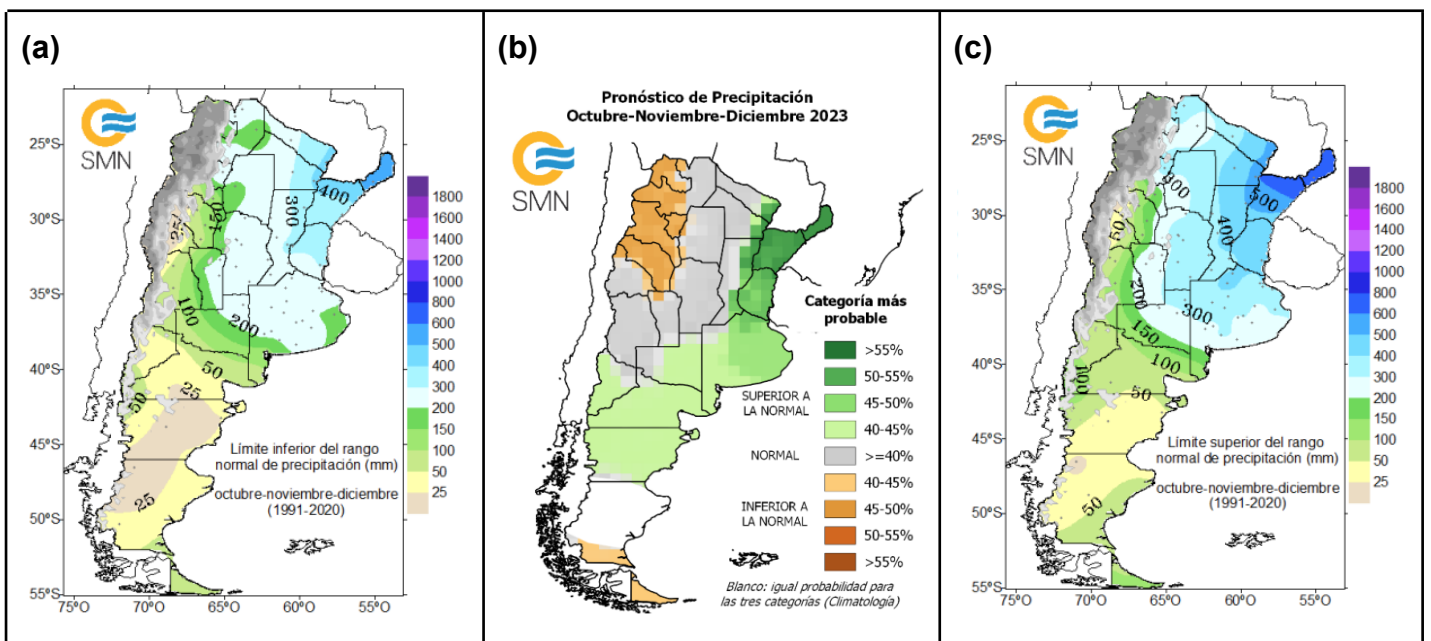 (a)
SMN
25°S
30°S
35°S
40°S
45°S
50°S
55°S
75°O
70°O
65°O
60°O
55°O
400
300
150
25
100
200
50
25
50
25
1800
1600
1400
1200
1000
800
600
500
400
300
200
150
100
50
25
Límite inferior del rango
normal de precipitación (mm)
octubre-noviembre-diciembre
(1991-2020)
(b)
Pronóstico de Precipitación
Octubre-Noviembre-Diciembre 2023
SMN
Categoría más
probable
>55%
50-55%
SUPERIOR A
LA NORMAL
45-50%
40-45%
NORMAL
>=40%
40-45%
INFERIOR A
LA NORMAL
45-50%
50-55%
>55%
Blanco: igual probabilidad para
las tres categorías (Climatología)
(c)
SMN
25°S
30°S
35°S
40°S
45°S
50°S
55°S
75°O
70°O
65°O
60°O
55°O
300
500
50
400
200
300
150
100
100
50
50
1800
1600
1400
1200
1000
800
600
500
400
300
200
150
100
50
25
Límite superior del rango
normal de precipitación (mm)
octubre-noviembre-diciembre
(1991-2020)